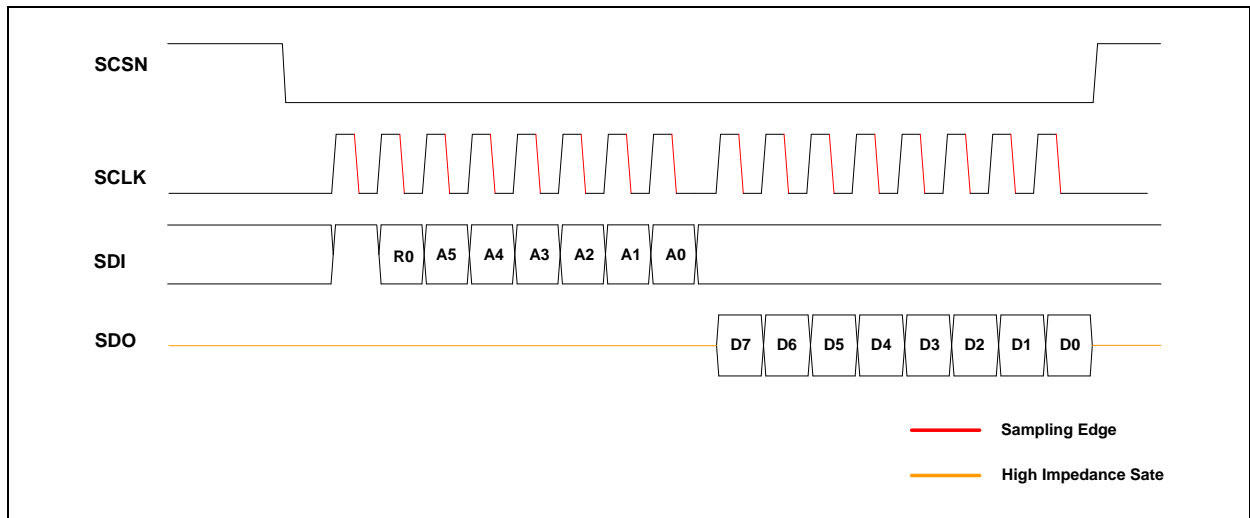 SCSN
SCLK
SDI
R0 A5 A4 A3 A2 A1 A0
SDO
D7 D6 D5 D4 D3 D2 D1 D0
Sampling Edge
High Impedance Sate